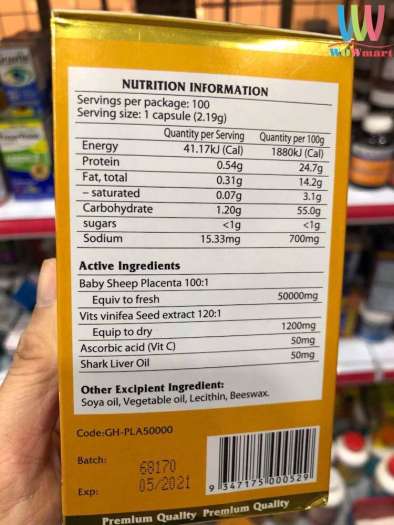 WOWmart
NUTRITION INFORMATION
Servings per package: 100
Serving size: 1 capsule (2.19g)
Quantity per Serving Quantity per 100g
Energy 41.17kJ (Cal) 1880kJ (Cal)
Protein 0.54g 24.7g
Fat, total 0.31g 14.2g
– saturated 0.07g 3.1g
Carbohydrate 1.20g 55.0g
sugars <1g <1g
Sodium 15.33mg 700mg
Active Ingredients
Baby Sheep Placenta 100:1
Equiv to fresh 50000mg
Vits vinifea Seed extract 120:1
Equip to dry 1200mg
Ascorbic acid (Vit C) 50mg
Shark Liver Oil 50mg
Other Excipient Ingredient:
Soya oil, Vegetable oil, Lecithin, Beeswax.
Code:GH-PLA50000
Batch: 68170
Exp: 05/2021
9 347175 000529
Premium Quality Premium Quality